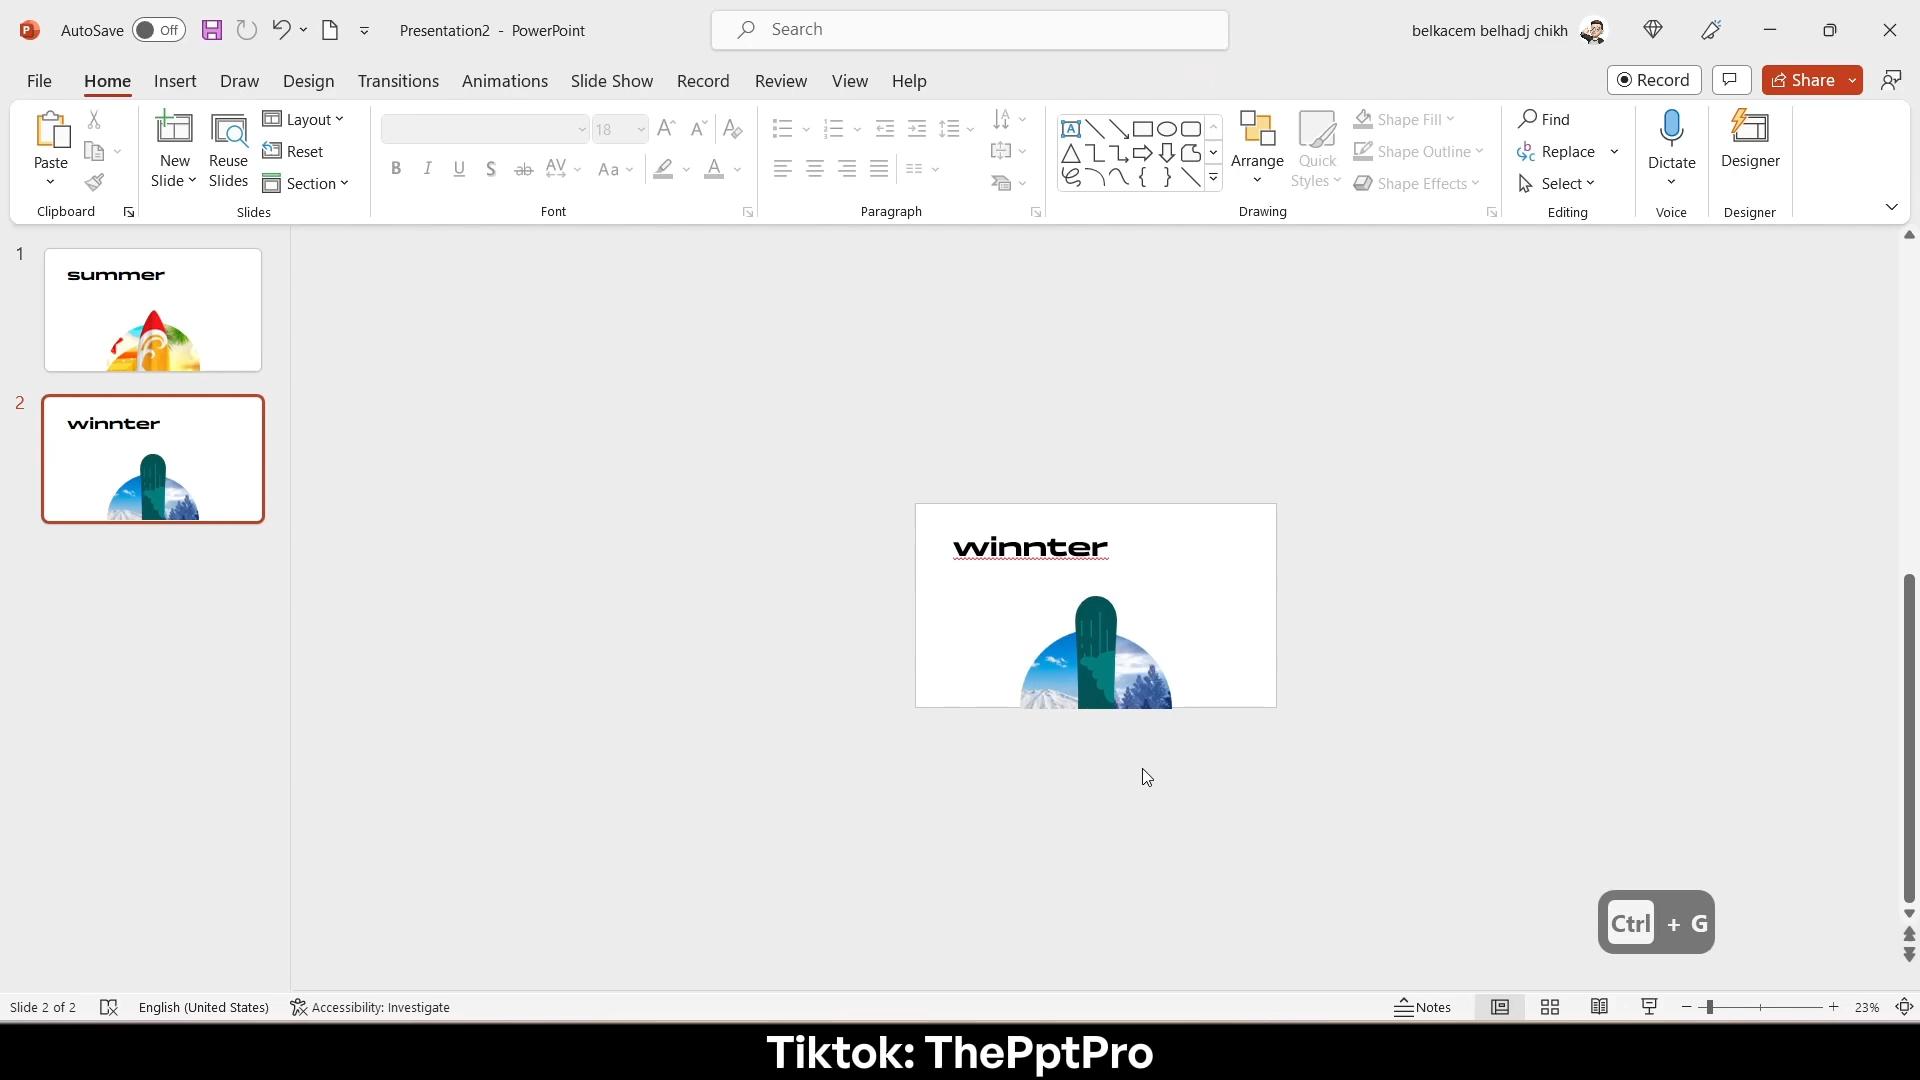 AutoSave Off Presentation2 - PowerPoint Search belkacem belhadj chikh
File Home Insert Draw Design Transitions Animations Slide Show Record Review View Help Record Share
Paste
New Slide
Reuse Slides
Layout
Reset
Section
18
B I U S ab AV Aa A
Arrange
Quick Styles
Shape Fill
Shape Outline
Shape Effects
Find
Replace
Select
Dictate
Designer
Clipboard Slides Font Paragraph Drawing Editing Voice Designer
1
summer
2
winnter
winnter
Ctrl + G
Slide 2 of 2 English (United States) Accessibility: Investigate Notes 23%
Tiktok: ThePptPro